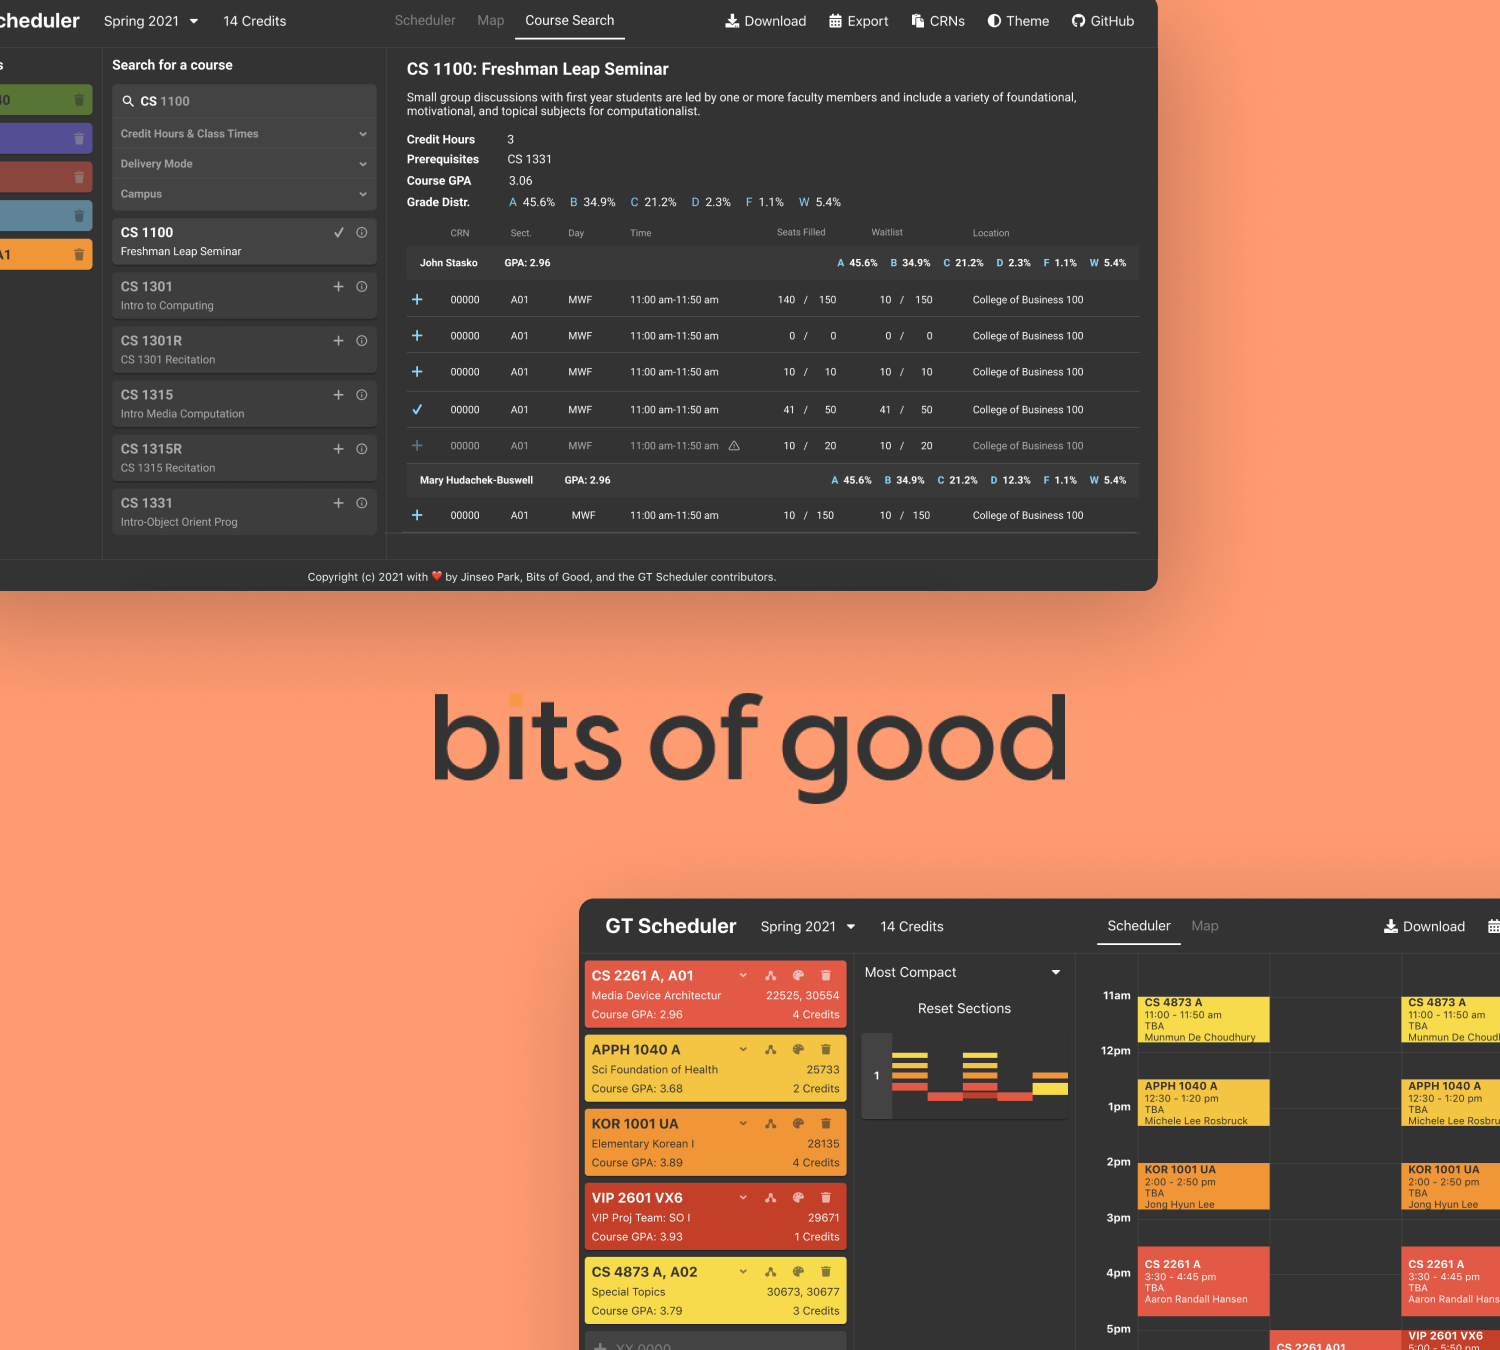 cheduler Spring 2021 14 Credits Scheduler Map Course Search Download Export CRNs Theme GitHub
s
40
A1
Search for a course
CS 1100
Credit Hours & Class Times
Delivery Mode
Campus
CS 1100
Freshman Leap Seminar
CS 1301
Intro to Computing
CS 1301R
CS 1301 Recitation
CS 1315
Intro Media Computation
CS 1315R
CS 1315 Recitation
CS 1331
Intro-Object Orient Prog
CS 1100: Freshman Leap Seminar
Small group discussions with first year students are led by one or more faculty members and include a variety of foundational,
motivational, and topical subjects for computationalist.
Credit Hours 3
Prerequisites CS 1331
Course GPA 3.06
Grade Distr. A 45.6% B 34.9% C 21.2% D 2.3% F 1.1% W 5.4%
CRN Sect. Day Time Seats Filled Waitlist Location
John Stasko GPA: 2.96 A 45.6% B 34.9% C 21.2% D 2.3% F 1.1% W 5.4%
+ 00000 A01 MWF 11:00 am-11:50 am 140 / 150 10 / 150 College of Business 100
+ 00000 A01 MWF 11:00 am-11:50 am 0 / 0 0 / 0 College of Business 100
+ 00000 A01 MWF 11:00 am-11:50 am 10 / 10 10 / 10 College of Business 100
✓ 00000 A01 MWF 11:00 am-11:50 am 41 / 50 41 / 50 College of Business 100
+ 00000 A01 MWF 11:00 am-11:50 am 10 / 20 10 / 20 College of Business 100
Mary Hudachek-Buswell GPA: 2.96 A 45.6% B 34.9% C 21.2% D 12.3% F 1.1% W 5.4%
+ 00000 A01 MWF 11:00 am-11:50 am 10 / 150 10 / 150 College of Business 100
Copyright (c) 2021 with ❤️ by Jinseo Park, Bits of Good, and the GT Scheduler contributors.
bits of good
GT Scheduler Spring 2021 14 Credits Scheduler Map Download
CS 2261 A, A01
Media Device Architectur 22525, 30554
Course GPA: 2.96 4 Credits
APPH 1040 A
Sci Foundation of Health 25733
Course GPA: 3.68 2 Credits
KOR 1001 UA
Elementary Korean I 28135
Course GPA: 3.89 4 Credits
VIP 2601 VX6
VIP Proj Team: SO I 29671
Course GPA: 3.93 1 Credits
CS 4873 A, A02
Special Topics 30673, 30677
Course GPA: 3.79 3 Credits
+ XX 0000
Most Compact
Reset Sections
1
11am
12pm
1pm
2pm
3pm
4pm
5pm
CS 4873 A
11:00 - 11:50 am
TBA
Munmun De Choudhury
APPH 1040 A
12:30 - 1:20 pm
TBA
Michele Lee Rosbruck
KOR 1001 UA
2:00 - 2:50 pm
TBA
Jong Hyun Lee
CS 2261 A
3:30 - 4:45 pm
TBA
Aaron Randall Hansen
CS 2261 A01
CS 4873 A
11:00 - 11:50 am
TBA
Munmun De Choudh
APPH 1040 A
12:30 - 1:20 pm
TBA
Michele Lee Rosbru
KOR 1001 UA
2:00 - 2:50 pm
TBA
Jong Hyun Lee
CS 2261 A
3:30 - 4:45 pm
TBA
Aaron Randall Hans
VIP 2601 VX6
5:00 - 5:50 pm